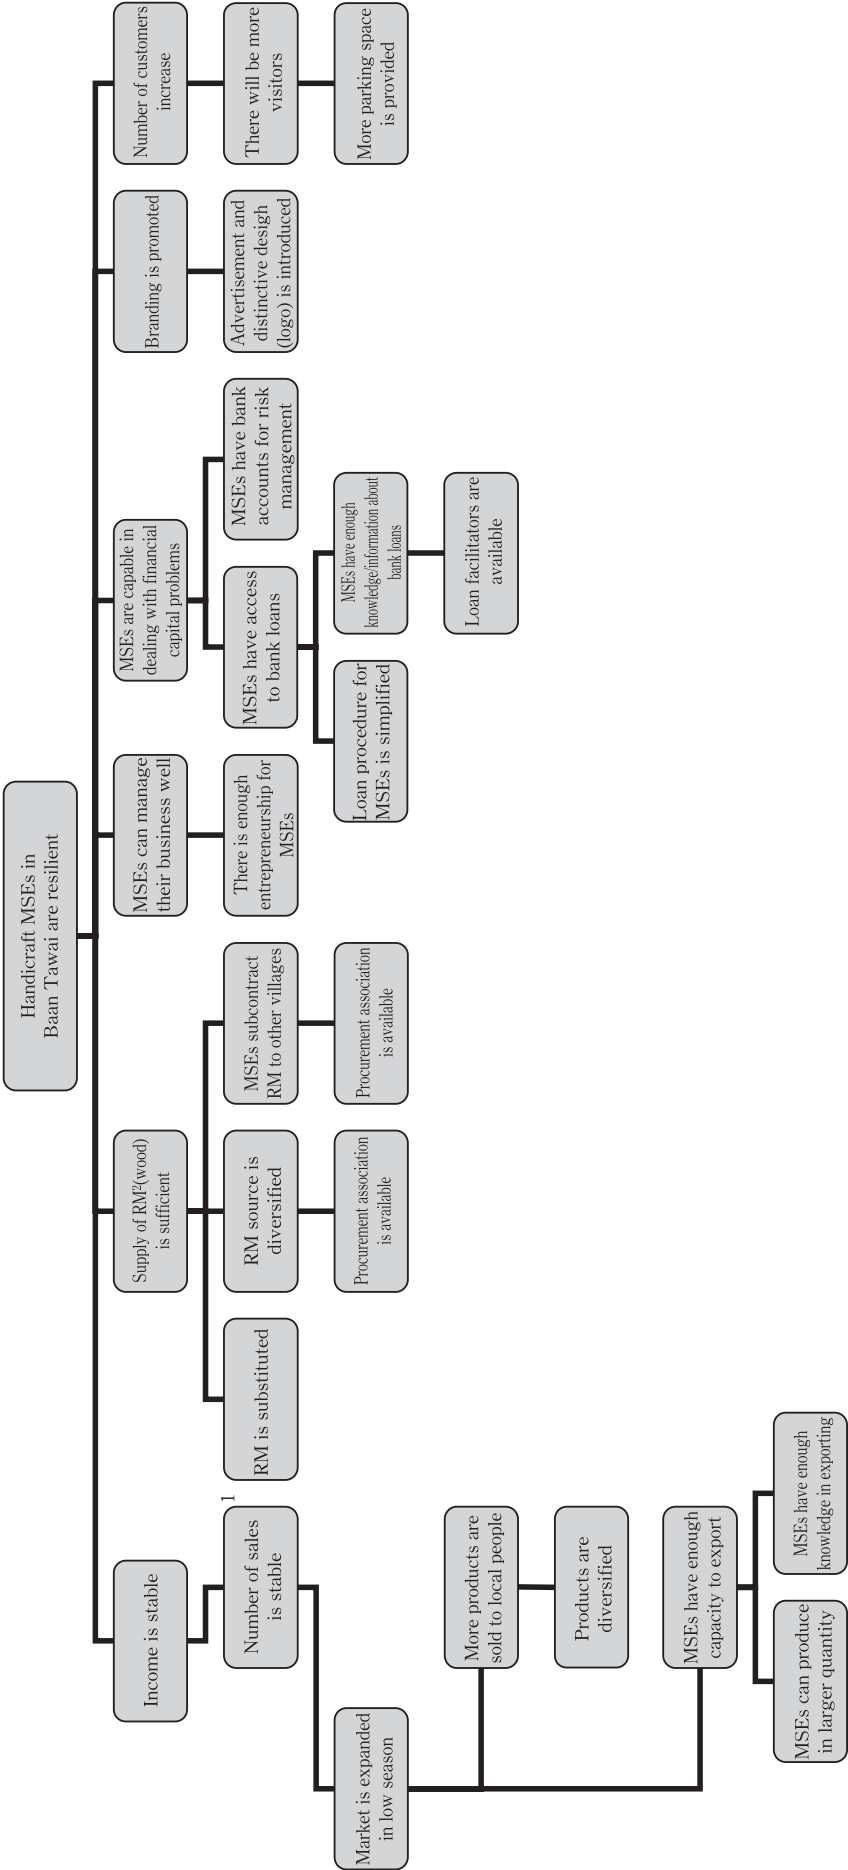 Handicraft MSEs in
Baan Tawai are resilient
Income is stable
Number of sales
is stable
1
Market is expanded
in low season
More products are
sold to local people
Products are
diversified
MSEs have enough
capacity to export
MSEs can produce
in larger quantity
MSEs have enough
knowledge in exporting
Supply of RM²(wood)
is sufficient
RM is substituted
RM source is
diversified
Procurement association
is available
MSEs subcontract
RM to other villages
Procurement association
is available
MSEs can manage
their business well
There is enough
entrepreneurship for
MSEs
MSEs are capable in
dealing with financial
capital problems
MSEs have access
to bank loans
Loan procedure for
MSEs is simplified
MSEs have enough
knowledge/information about
bank loans
Loan facilitators are
available
MSEs have bank
accounts for risk
management
Branding is promoted
Advertisement and
distinctive desigh
(logo) is introduced
Number of customers
increase
There will be more
visitors
More parking space
is provided